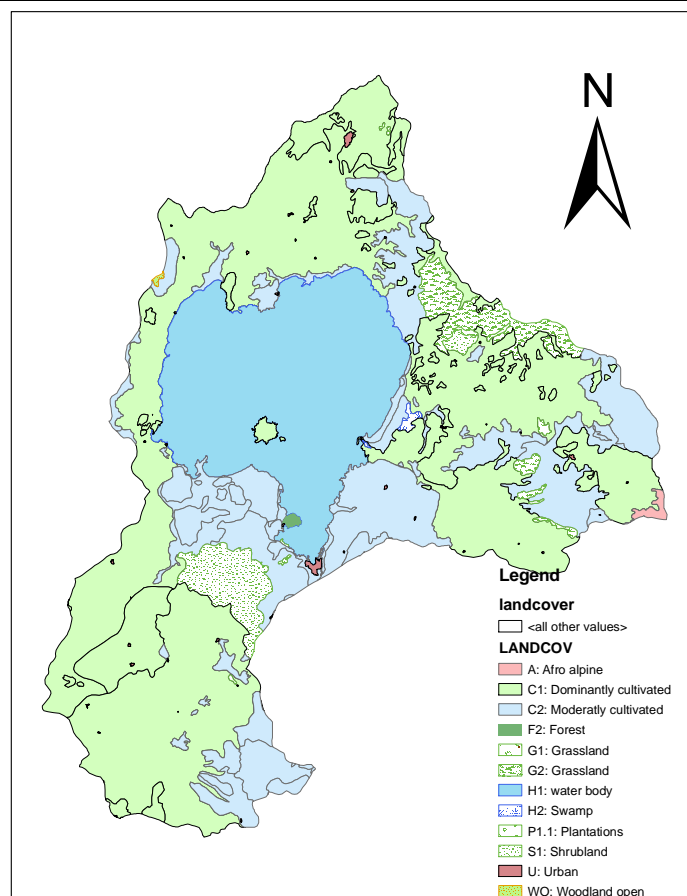 N
Legend
landcover
<all other values>
LANDCOV
A: Afro alpine
C1: Dominantly cultivated
C2: Moderatly cultivated
F2: Forest
G1: Grassland
G2: Grassland
H1: water body
H2: Swamp
P1.1: Plantations
S1: Shrubland
U: Urban
WO: Woodland open